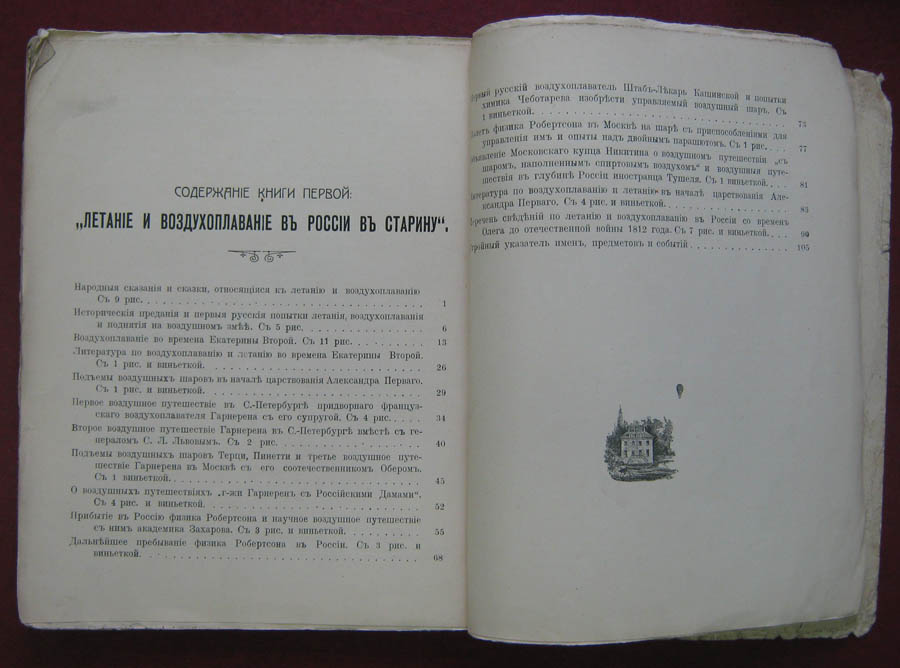 СОДЕРЖАНІЕ КНИГИ ПЕРВОЙ:
„ЛЕТАНІЕ И ВОЗДУХОПЛАВАНІЕ ВЪ РОССІИ ВЪ СТАРИНУ“.
Народныя сказанія и сказки, относящіяся къ летанію и воздухоплаванію
Съ 9 рис. 1
Историческія преданія и первыя русскія попытки летанія, воздухоплаванія
и поднятія на воздушномъ змѣѣ. Съ 5 рис. 6
Воздухоплаваніе во времена Екатерины Второй. Съ 11 рис. 13
Литература по воздухоплаванію и летанію во времена Екатерины Второй.
Съ 1 рис. и виньеткой. 26
Подъемы воздушныхъ шаровъ въ началѣ царствованія Александра Перваго.
Съ 1 рис. и виньеткой. 29
Первое воздушное путешествіе въ С.-Петербургѣ придворнаго француз-
скаго воздухоплавателя Гарнерена съ его супругой. Съ 4 рис. 34
Второе воздушное путешествіе Гарнерена въ С.-Петербургѣ вмѣстѣ съ ге-
нераломъ С. Л. Львовымъ. Съ 2 рис. 40
Подъемы воздушныхъ шаровъ Терци, Пинетти и третье воздушное путе-
шествіе Гарнерена въ Москвѣ съ его соотечественникомъ Оберомъ.
Съ 1 виньеткой. 45
О воздушныхъ путешествіяхъ „г-жи Гарнеренъ съ Россійскими Дамами“.
Съ 4 рис. и виньеткой. 52
Прибытіе въ Россію физика Робертсона и научное воздушное путешествіе
съ нимъ академика Захарова. Съ 3 рис. и виньеткой. 55
Дальнѣйшее пребываніе физика Робертсона въ Россіи. Съ 3 рис. и
виньеткой. 68
русскій воздухоплаватель Штабъ-Лѣкарь Кашинской и попытки
химика Чеботарева изобрѣсти управляемый воздушный шаръ. Съ
1 виньеткой. 73
физика Робертсона въ Москвѣ на шарѣ съ приспособленіями для
управленія имъ и опыты надъ двойнымъ парашютомъ. Съ 1 рис. 77
Московскаго купца Никитина о воздушномъ путешествіи „съ
шаромъ, наполненнымъ спиртовымъ воздухомъ“ и воздушныя путе-
шествія въ глубинѣ Россіи иностранца Тушеля. Съ 1 виньеткой. 81
по воздухоплаванію и летанію въ началѣ царствованія Але-
ксандра Перваго. Съ 4 рис. и виньеткой. 83
свѣдѣній по летанію и воздухоплаванію въ Россіи со временъ
Олега до отечественной войны 1812 года. Съ 7 рис. и виньеткой. 90
указатель именъ, предметовъ и событій 105